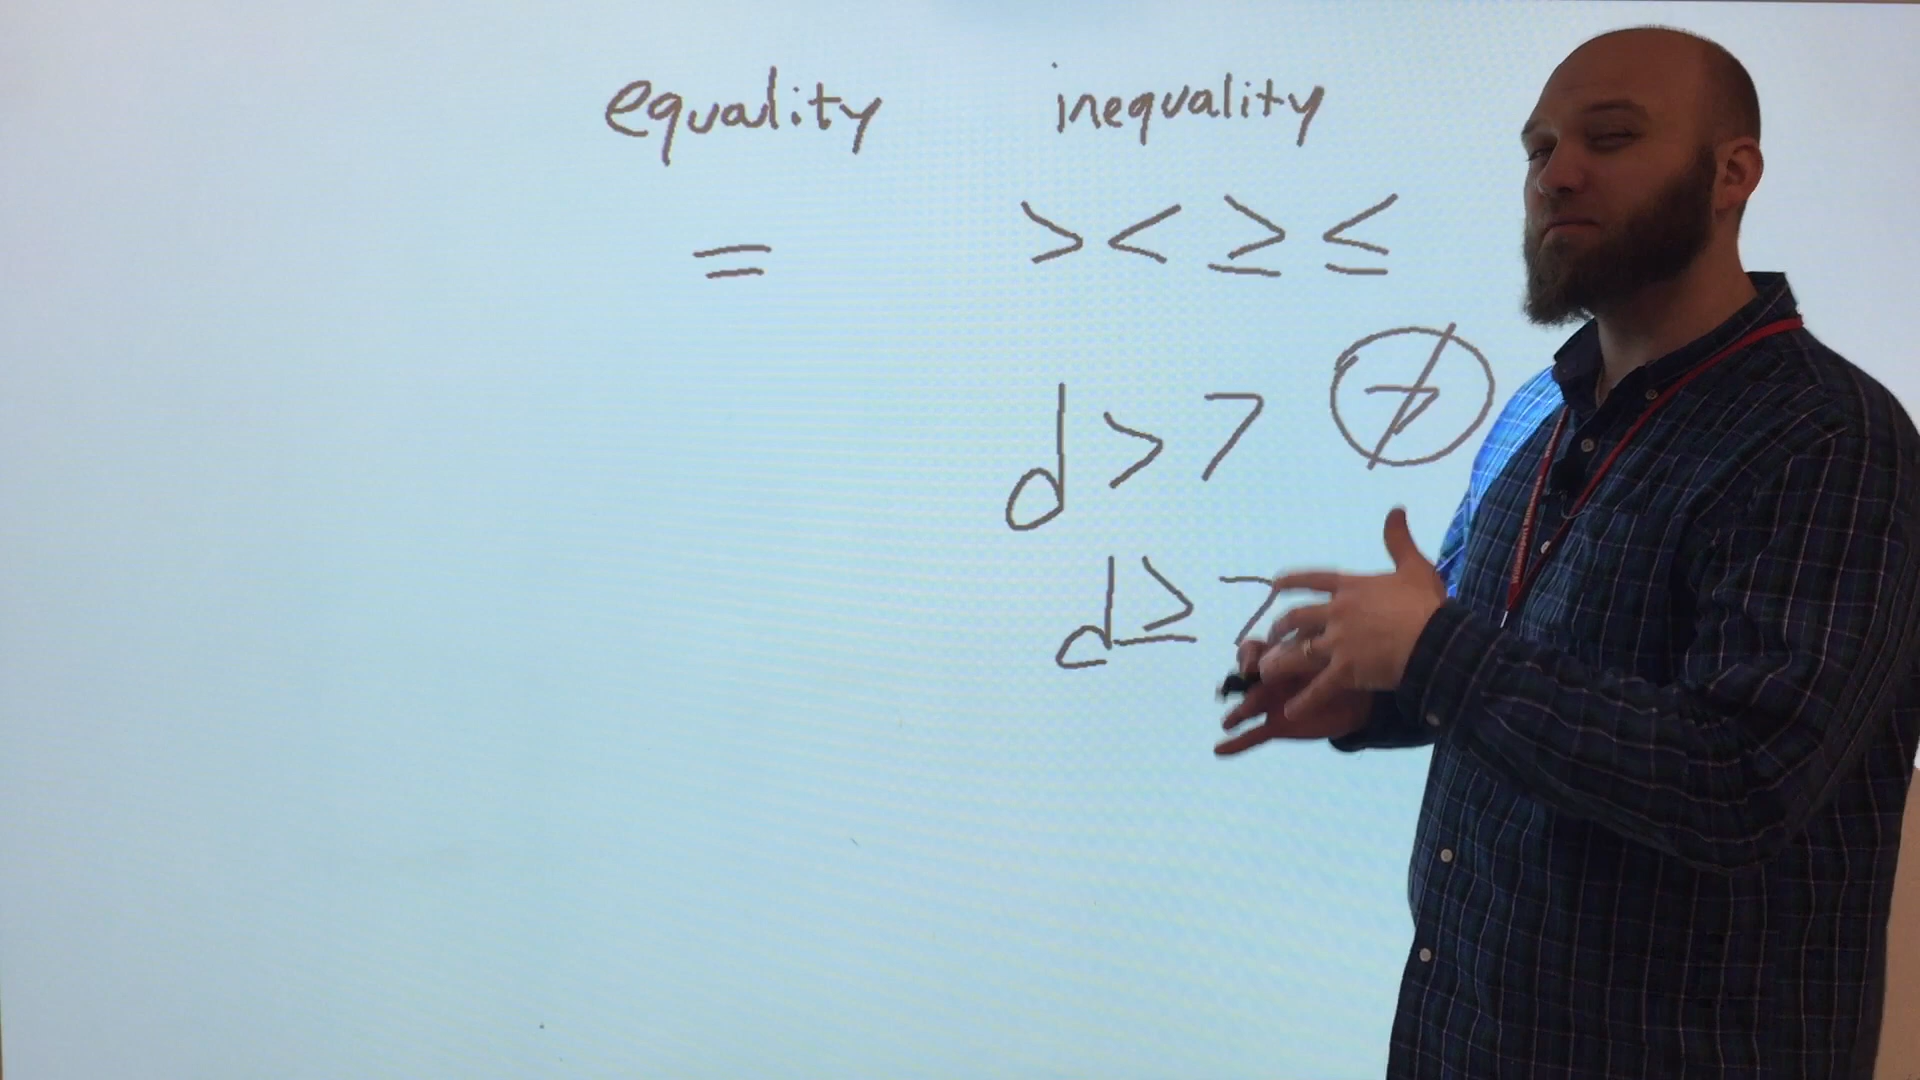 equality inequality
= > < ≥ ≤
d > 7 ≠
d ≥ 7